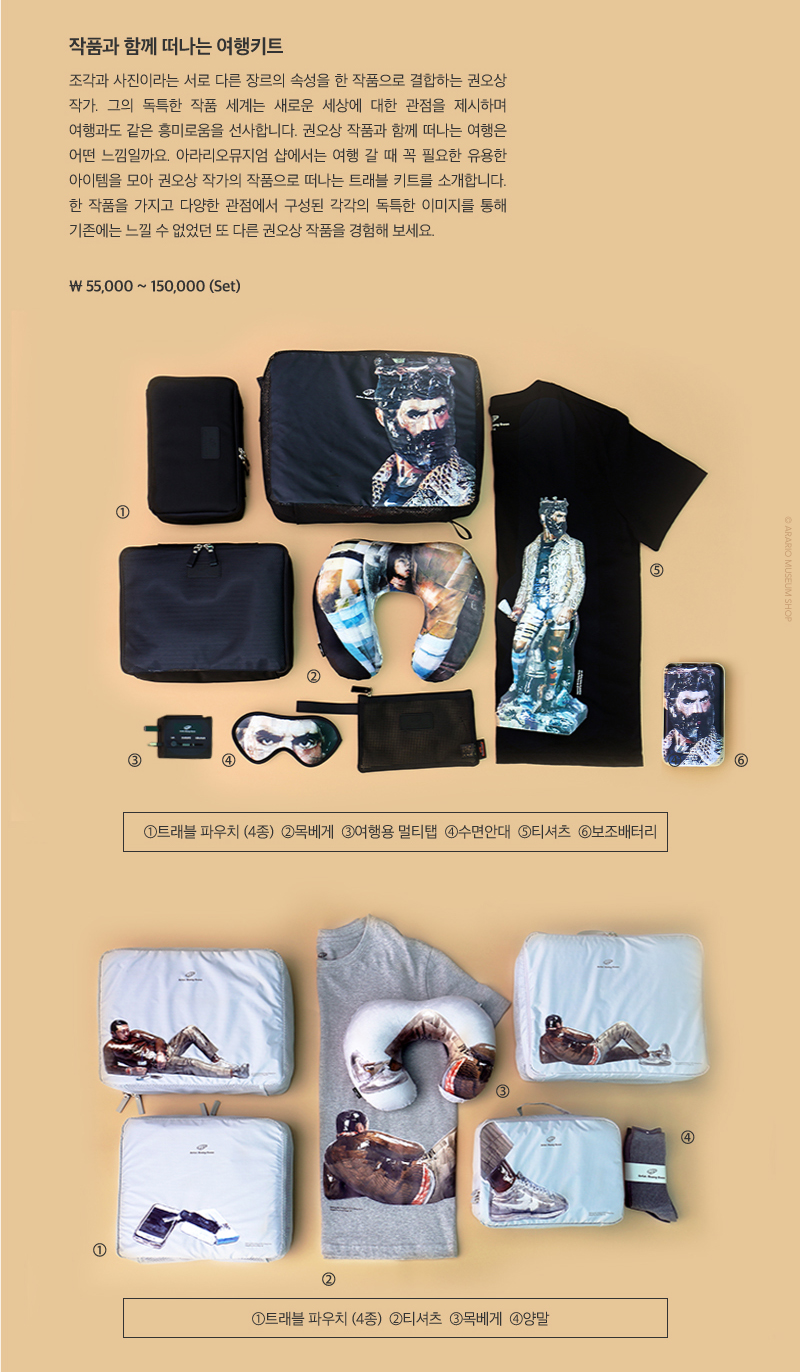 작품과 함께 떠나는 여행키트
조각과 사진이라는 서로 다른 장르의 속성을 한 작품으로 결합하는 권오상
작가. 그의 독특한 작품 세계는 새로운 세상에 대한 관점을 제시하며
여행과도 같은 흥미로움을 선사합니다. 권오상 작품과 함께 떠나는 여행은
어떤 느낌일까요. 아라리오뮤지엄 샵에서는 여행 갈 때 꼭 필요한 유용한
아이템을 모아 권오상 작가의 작품으로 떠나는 트래블 키트를 소개합니다.
한 작품을 가지고 다양한 관점에서 구성된 각각의 독특한 이미지를 통해
기존에는 느낄 수 없었던 또 다른 권오상 작품을 경험해 보세요.
₩ 55,000 ~ 150,000 (Set)
①
⑤
© ARARIO MUSEUM SHOP
②
③
④
⑥
①트래블 파우치 (4종) ②목베게 ③여행용 멀티탭 ④수면안대 ⑤티셔츠 ⑥보조배터리
③
④
①
②
①트래블 파우치 (4종) ②티셔츠 ③목베게 ④양말